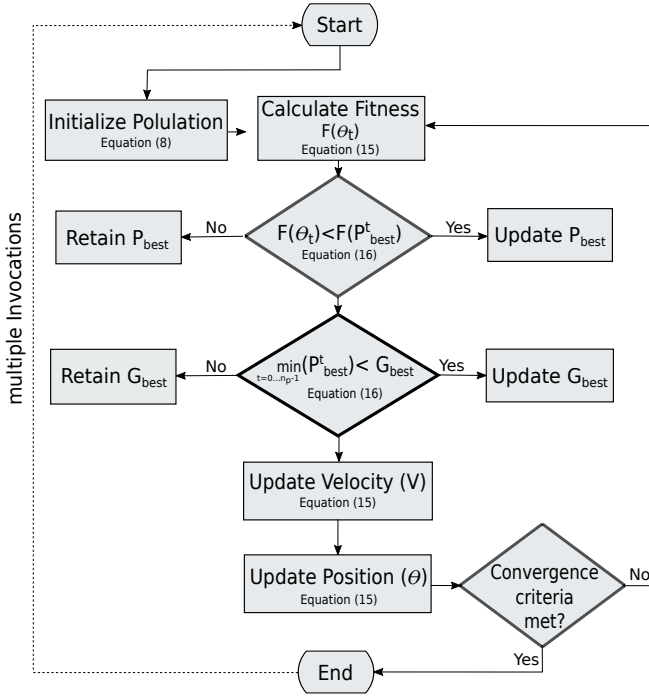 Start
Initialize Polulation
Equation (8)
Calculate Fitness
F(θt)
Equation (15)
Retain Pbest
No
F(θt)<F(Ptbest)
Equation (16)
Yes
Update Pbest
multiple Invocations
Retain Gbest
No
min(Ptbest)< Gbest
t=0...np-1
Equation (16)
Yes
Update Gbest
Update Velocity (V)
Equation (15)
Update Position (θ)
Equation (15)
Convergence
criteria
met?
No
Yes
End